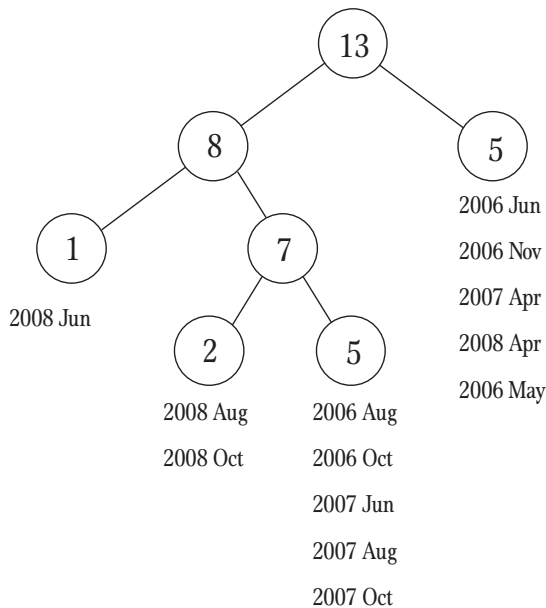 13
8
5
2006 Jun
2006 Nov
2007 Apr
2008 Apr
2006 May
1
2008 Jun
7
2
2008 Aug
2008 Oct
5
2006 Aug
2006 Oct
2007 Jun
2007 Aug
2007 Oct